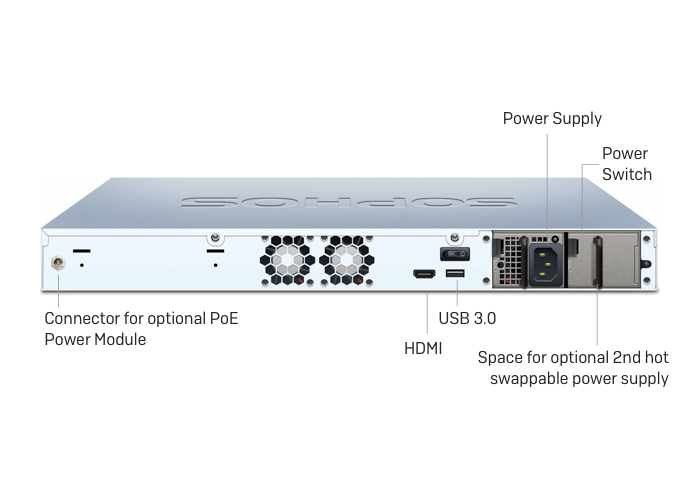 Power Supply
Power
Switch
SOPHOS
Connector for optional PoE
Power Module
USB 3.0
HDMI
Space for optional 2nd hot
swappable power supply